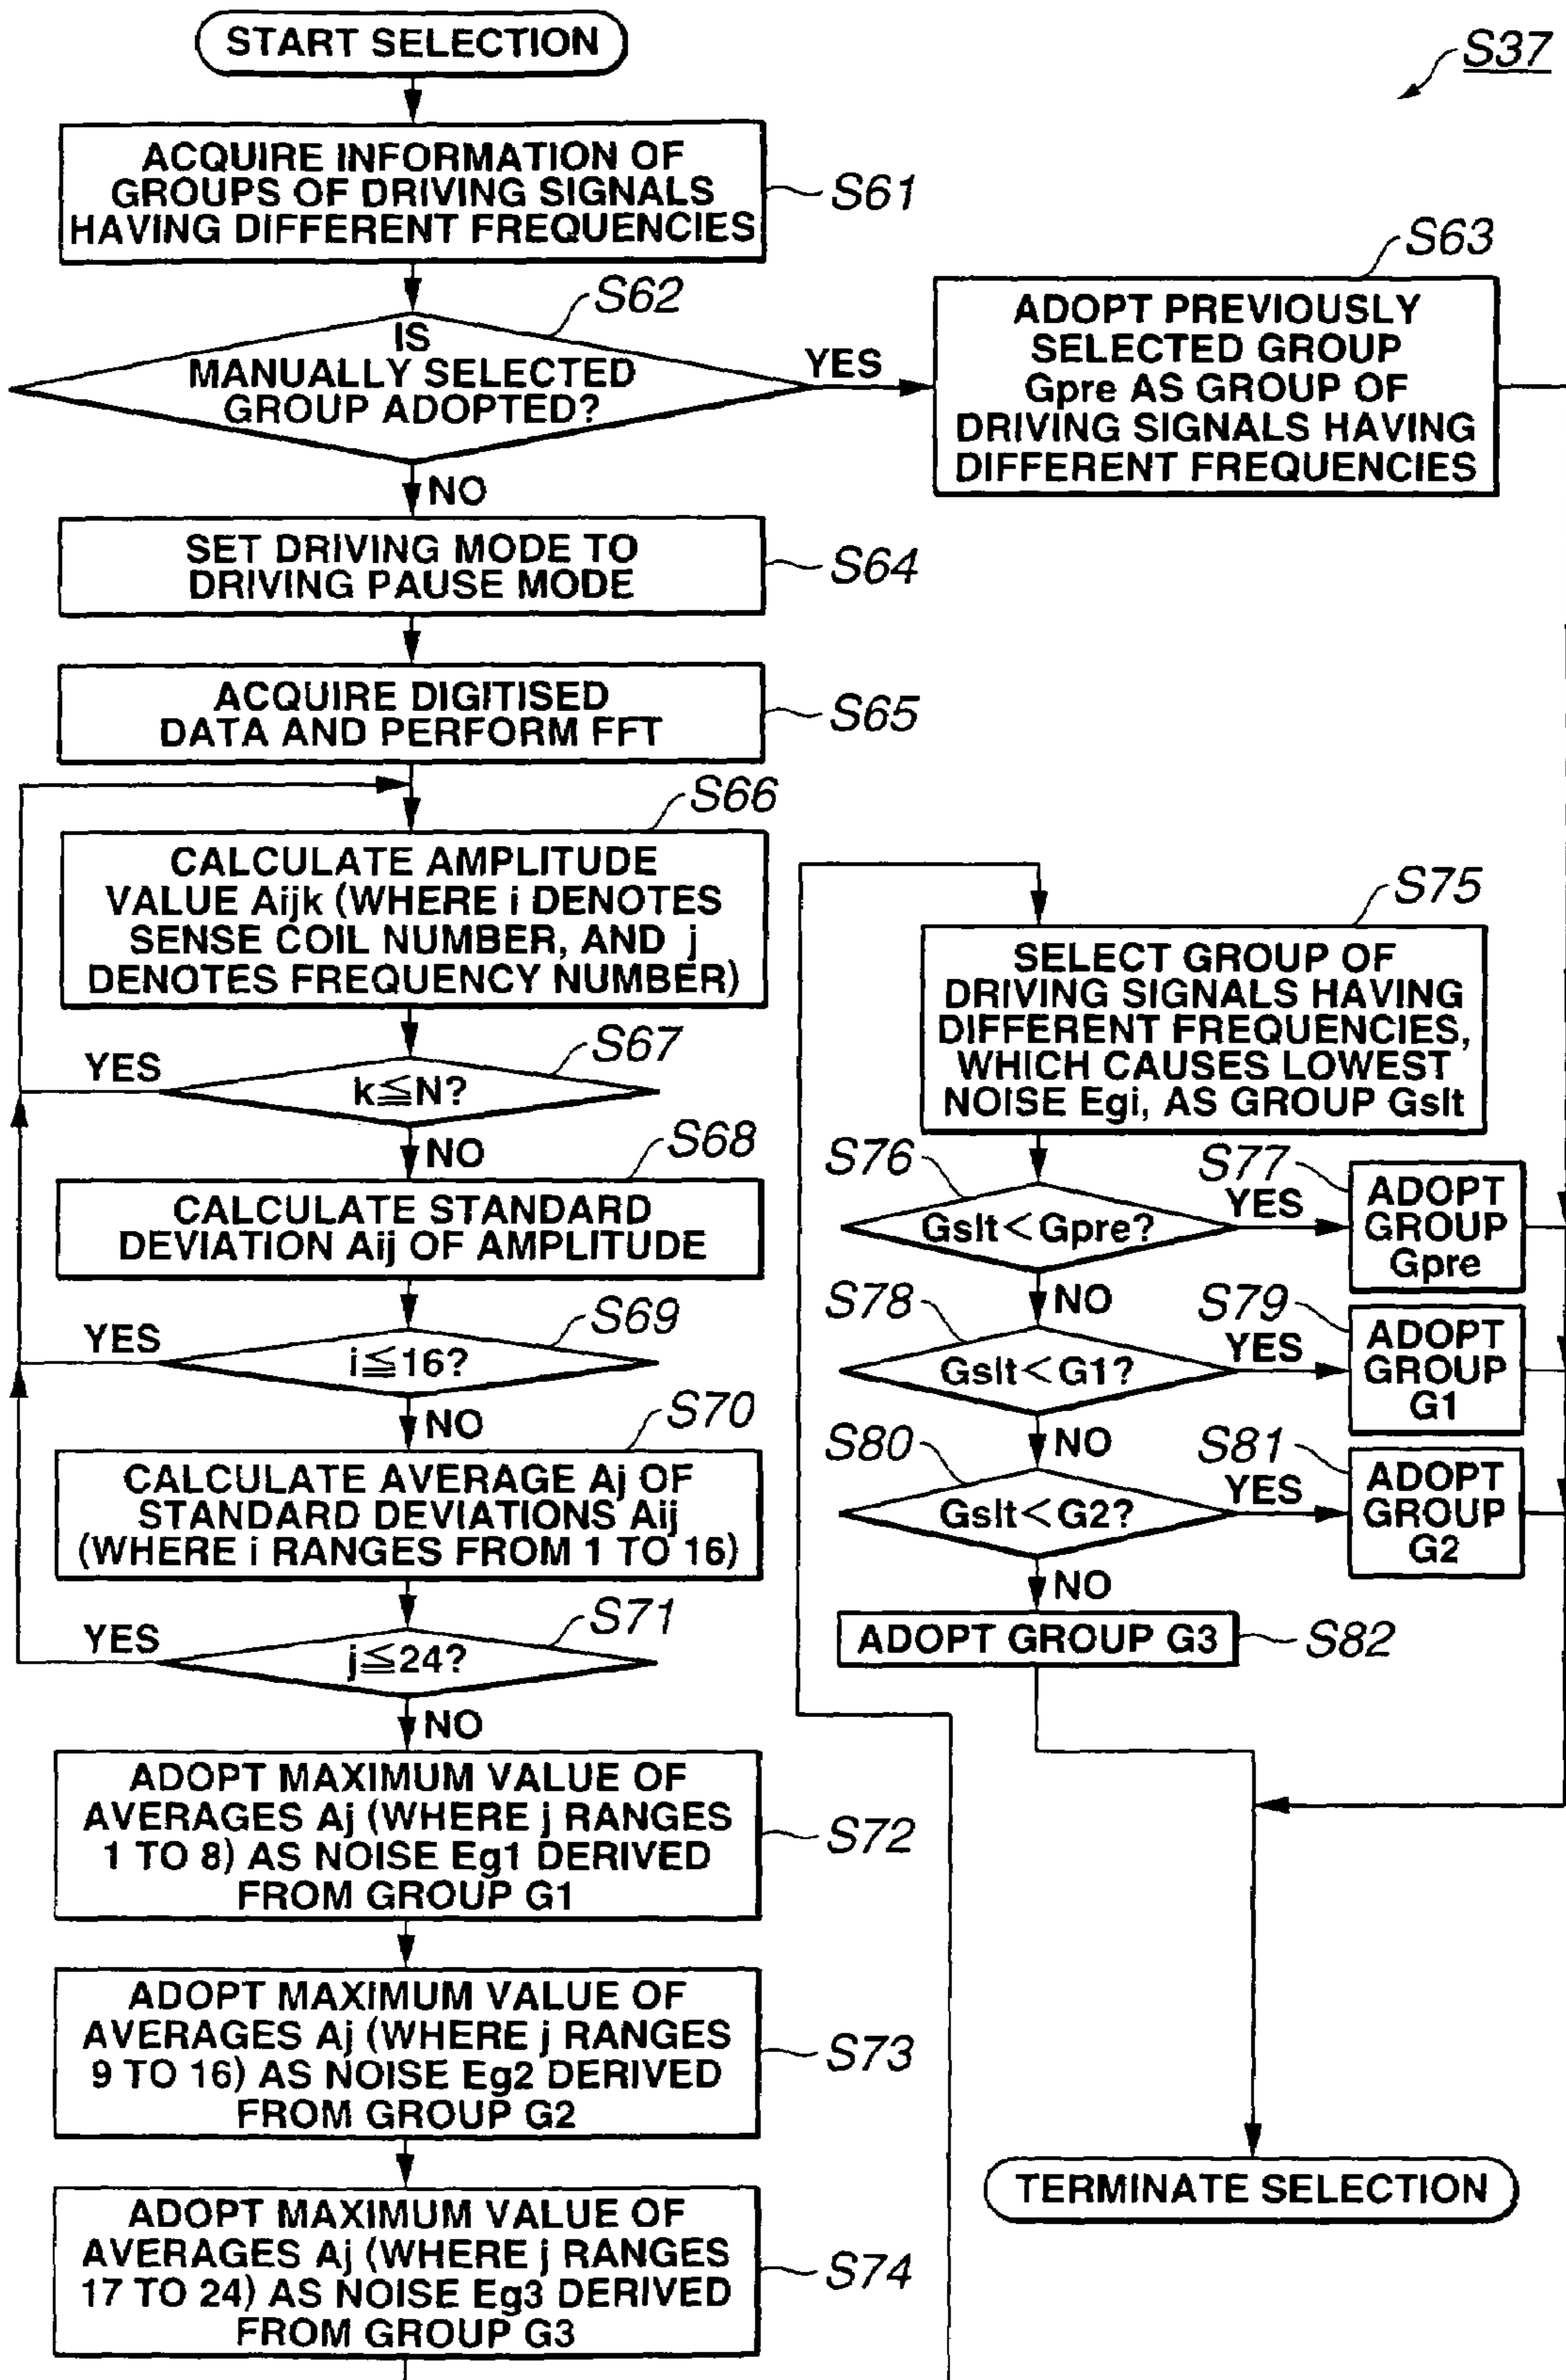 START SELECTION
S37
ACQUIRE INFORMATION OF
GROUPS OF DRIVING SIGNALS
HAVING DIFFERENT FREQUENCIES
S61
S62
IS
MANUALLY SELECTED
GROUP ADOPTED?
YES
NO
S63
ADOPT PREVIOUSLY
SELECTED GROUP
Gpre AS GROUP OF
DRIVING SIGNALS HAVING
DIFFERENT FREQUENCIES
SET DRIVING MODE TO
DRIVING PAUSE MODE
S64
ACQUIRE DIGITISED
DATA AND PERFORM FFT
S65
S66
CALCULATE AMPLITUDE
VALUE Aijk (WHERE i DENOTES
SENSE COIL NUMBER, AND j
DENOTES FREQUENCY NUMBER)
S67
YES
k≦N?
NO
S68
CALCULATE STANDARD
DEVIATION Aij OF AMPLITUDE
S69
YES
i≦16?
NO
S70
CALCULATE AVERAGE Aj OF
STANDARD DEVIATIONS Aij
(WHERE i RANGES FROM 1 TO 16)
S71
YES
j≦24?
NO
ADOPT MAXIMUM VALUE OF
AVERAGES Aj (WHERE j RANGES
1 TO 8) AS NOISE Eg1 DERIVED
FROM GROUP G1
S72
ADOPT MAXIMUM VALUE OF
AVERAGES Aj (WHERE j RANGES
9 TO 16) AS NOISE Eg2 DERIVED
FROM GROUP G2
S73
ADOPT MAXIMUM VALUE OF
AVERAGES Aj (WHERE j RANGES
17 TO 24) AS NOISE Eg3 DERIVED
FROM GROUP G3
S74
S75
SELECT GROUP OF
DRIVING SIGNALS HAVING
DIFFERENT FREQUENCIES,
WHICH CAUSES LOWEST
NOISE Egi, AS GROUP Gslt
S76
Gslt<Gpre?
YES
NO
S77
ADOPT
GROUP
Gpre
S78
Gslt<G1?
YES
NO
S79
ADOPT
GROUP
G1
S80
Gslt<G2?
YES
NO
S81
ADOPT
GROUP
G2
ADOPT GROUP G3
S82
TERMINATE SELECTION